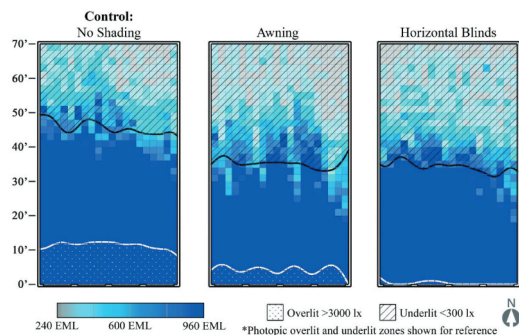 Control:
No Shading
Awning
Horizontal Blinds
70'
60'
50'
40'
30'
20'
10'
0'
240 EML
600 EML
960 EML
Overlit >3000 lx
Underlit <300 lx
N
*Photopic overlit and underlit zones shown for reference